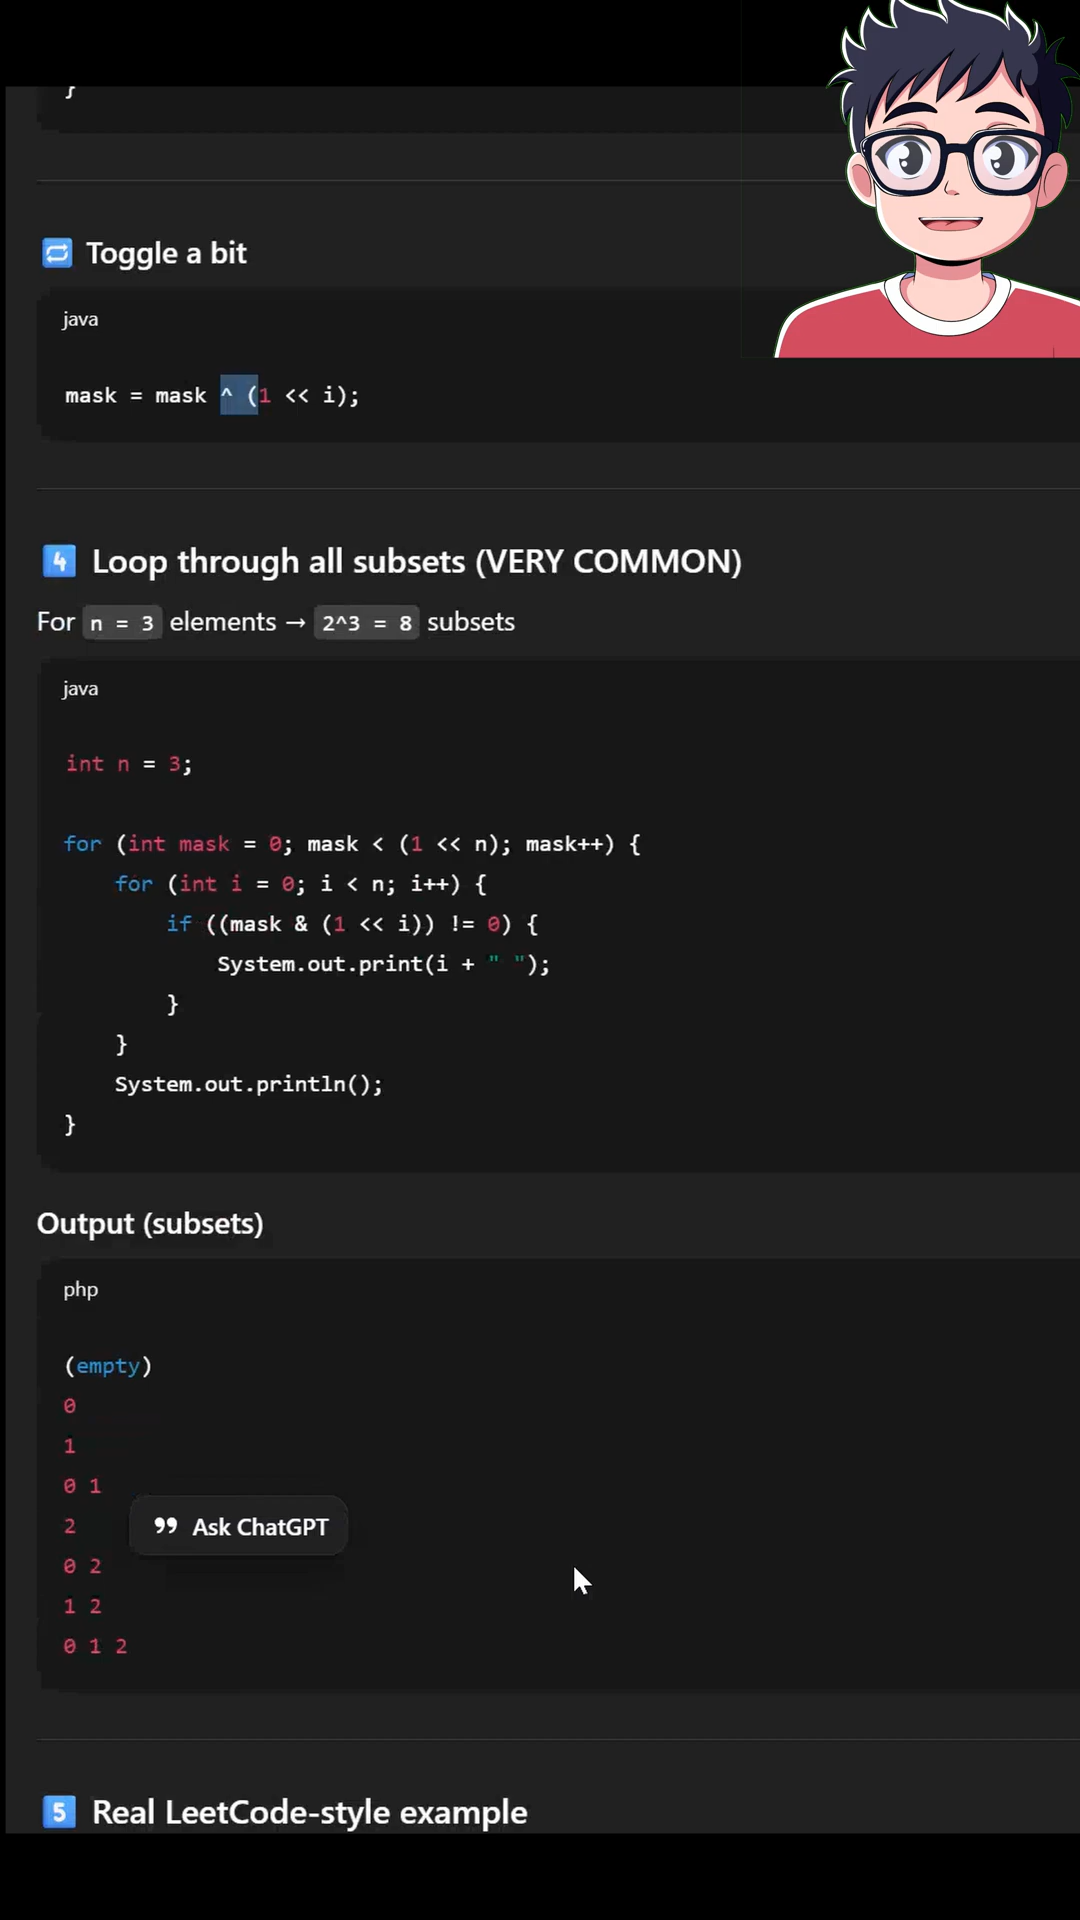 }
Toggle a bit
java
mask = mask ^ (1 << i);
4 Loop through all subsets (VERY COMMON)
For n = 3 elements → 2^3 = 8 subsets
java
int n = 3;
for (int mask = 0; mask < (1 << n); mask++) {
    for (int i = 0; i < n; i++) {
        if ((mask & (1 << i)) != 0) {
            System.out.print(i + " ");
        }
    }
    System.out.println();
}
Output (subsets)
php
(empty)
0
1
0 1
2
Ask ChatGPT
0 2
1 2
0 1 2
5 Real LeetCode-style example